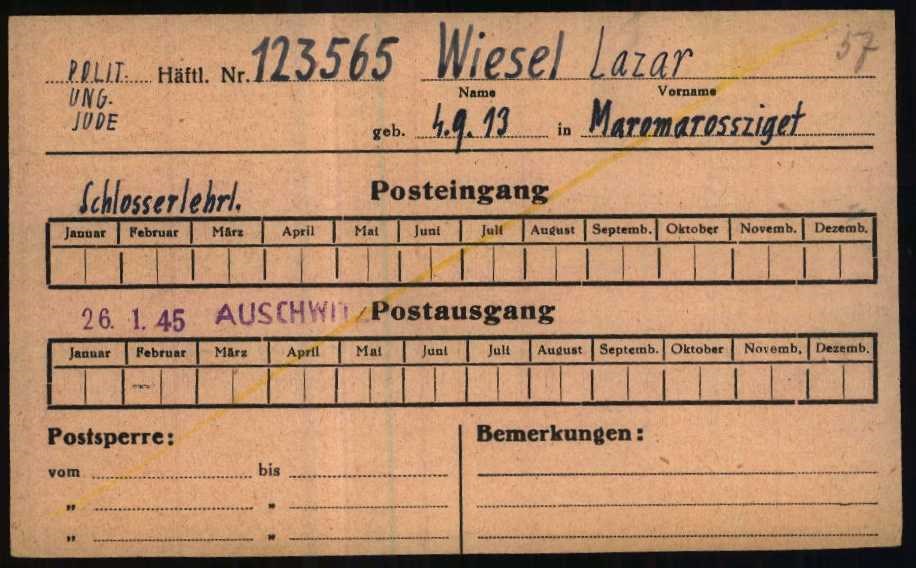 POLIT. Häftl. Nr. 123565 Wiesel Lazar 57
UNG. Name Vorname
JUDE geb. 4.9.13 in Maromarossziget
Schlosserlehrl. Posteingang
Januar Februar März April Mai Juni Juli August Septemb. Oktober Novemb. Dezemb.
26. 1. 45 AUSCHWITZ Postausgang
Januar Februar März April Mai Juni Juli August Septemb. Oktober Novemb. Dezemb.
Postsperre: Bemerkungen:
vom bis
" "
" "